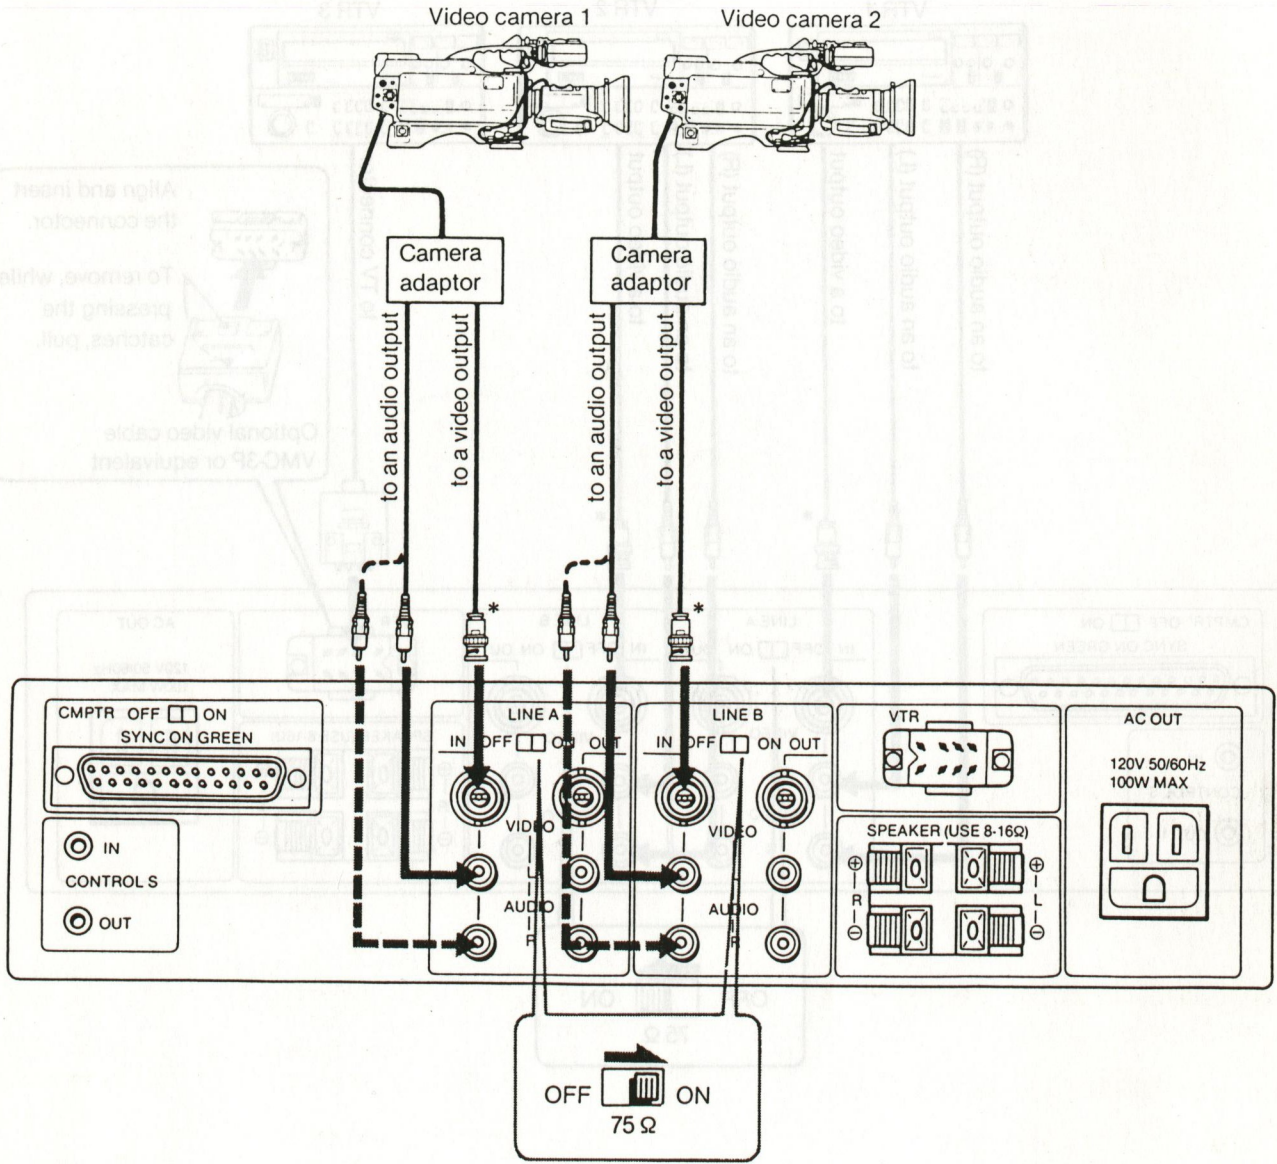 Video camera 1
Video camera 2
Camera
adaptor
Camera
adaptor
to an audio output
to a video output
to an audio output
to a video output
*
*
CMPTR OFF ON
SYNC ON GREEN
IN
CONTROL S
OUT
LINE A
IN OFF ON OUT
VIDEO
L
AUDIO
R
LINE B
IN OFF ON OUT
VIDEO
AUDIO
R
VTR
SPEAKER (USE 8-16Ω)
⊕ ⊕
R L
⊖ ⊖
AC OUT
120V 50/60Hz
100W MAX
OFF ON
75 Ω